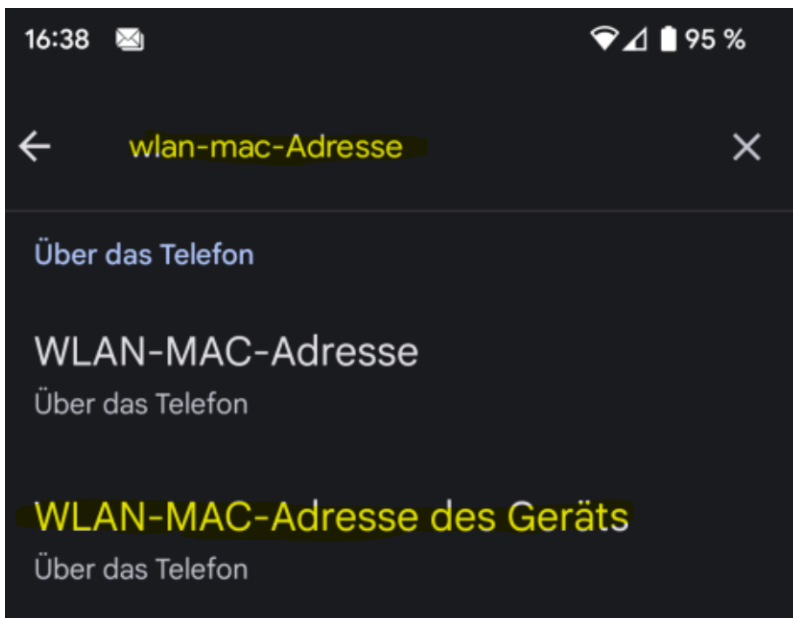 16:38 95 %
wlan-mac-Adresse
Über das Telefon
WLAN-MAC-Adresse
Über das Telefon
WLAN-MAC-Adresse des Geräts
Über das Telefon